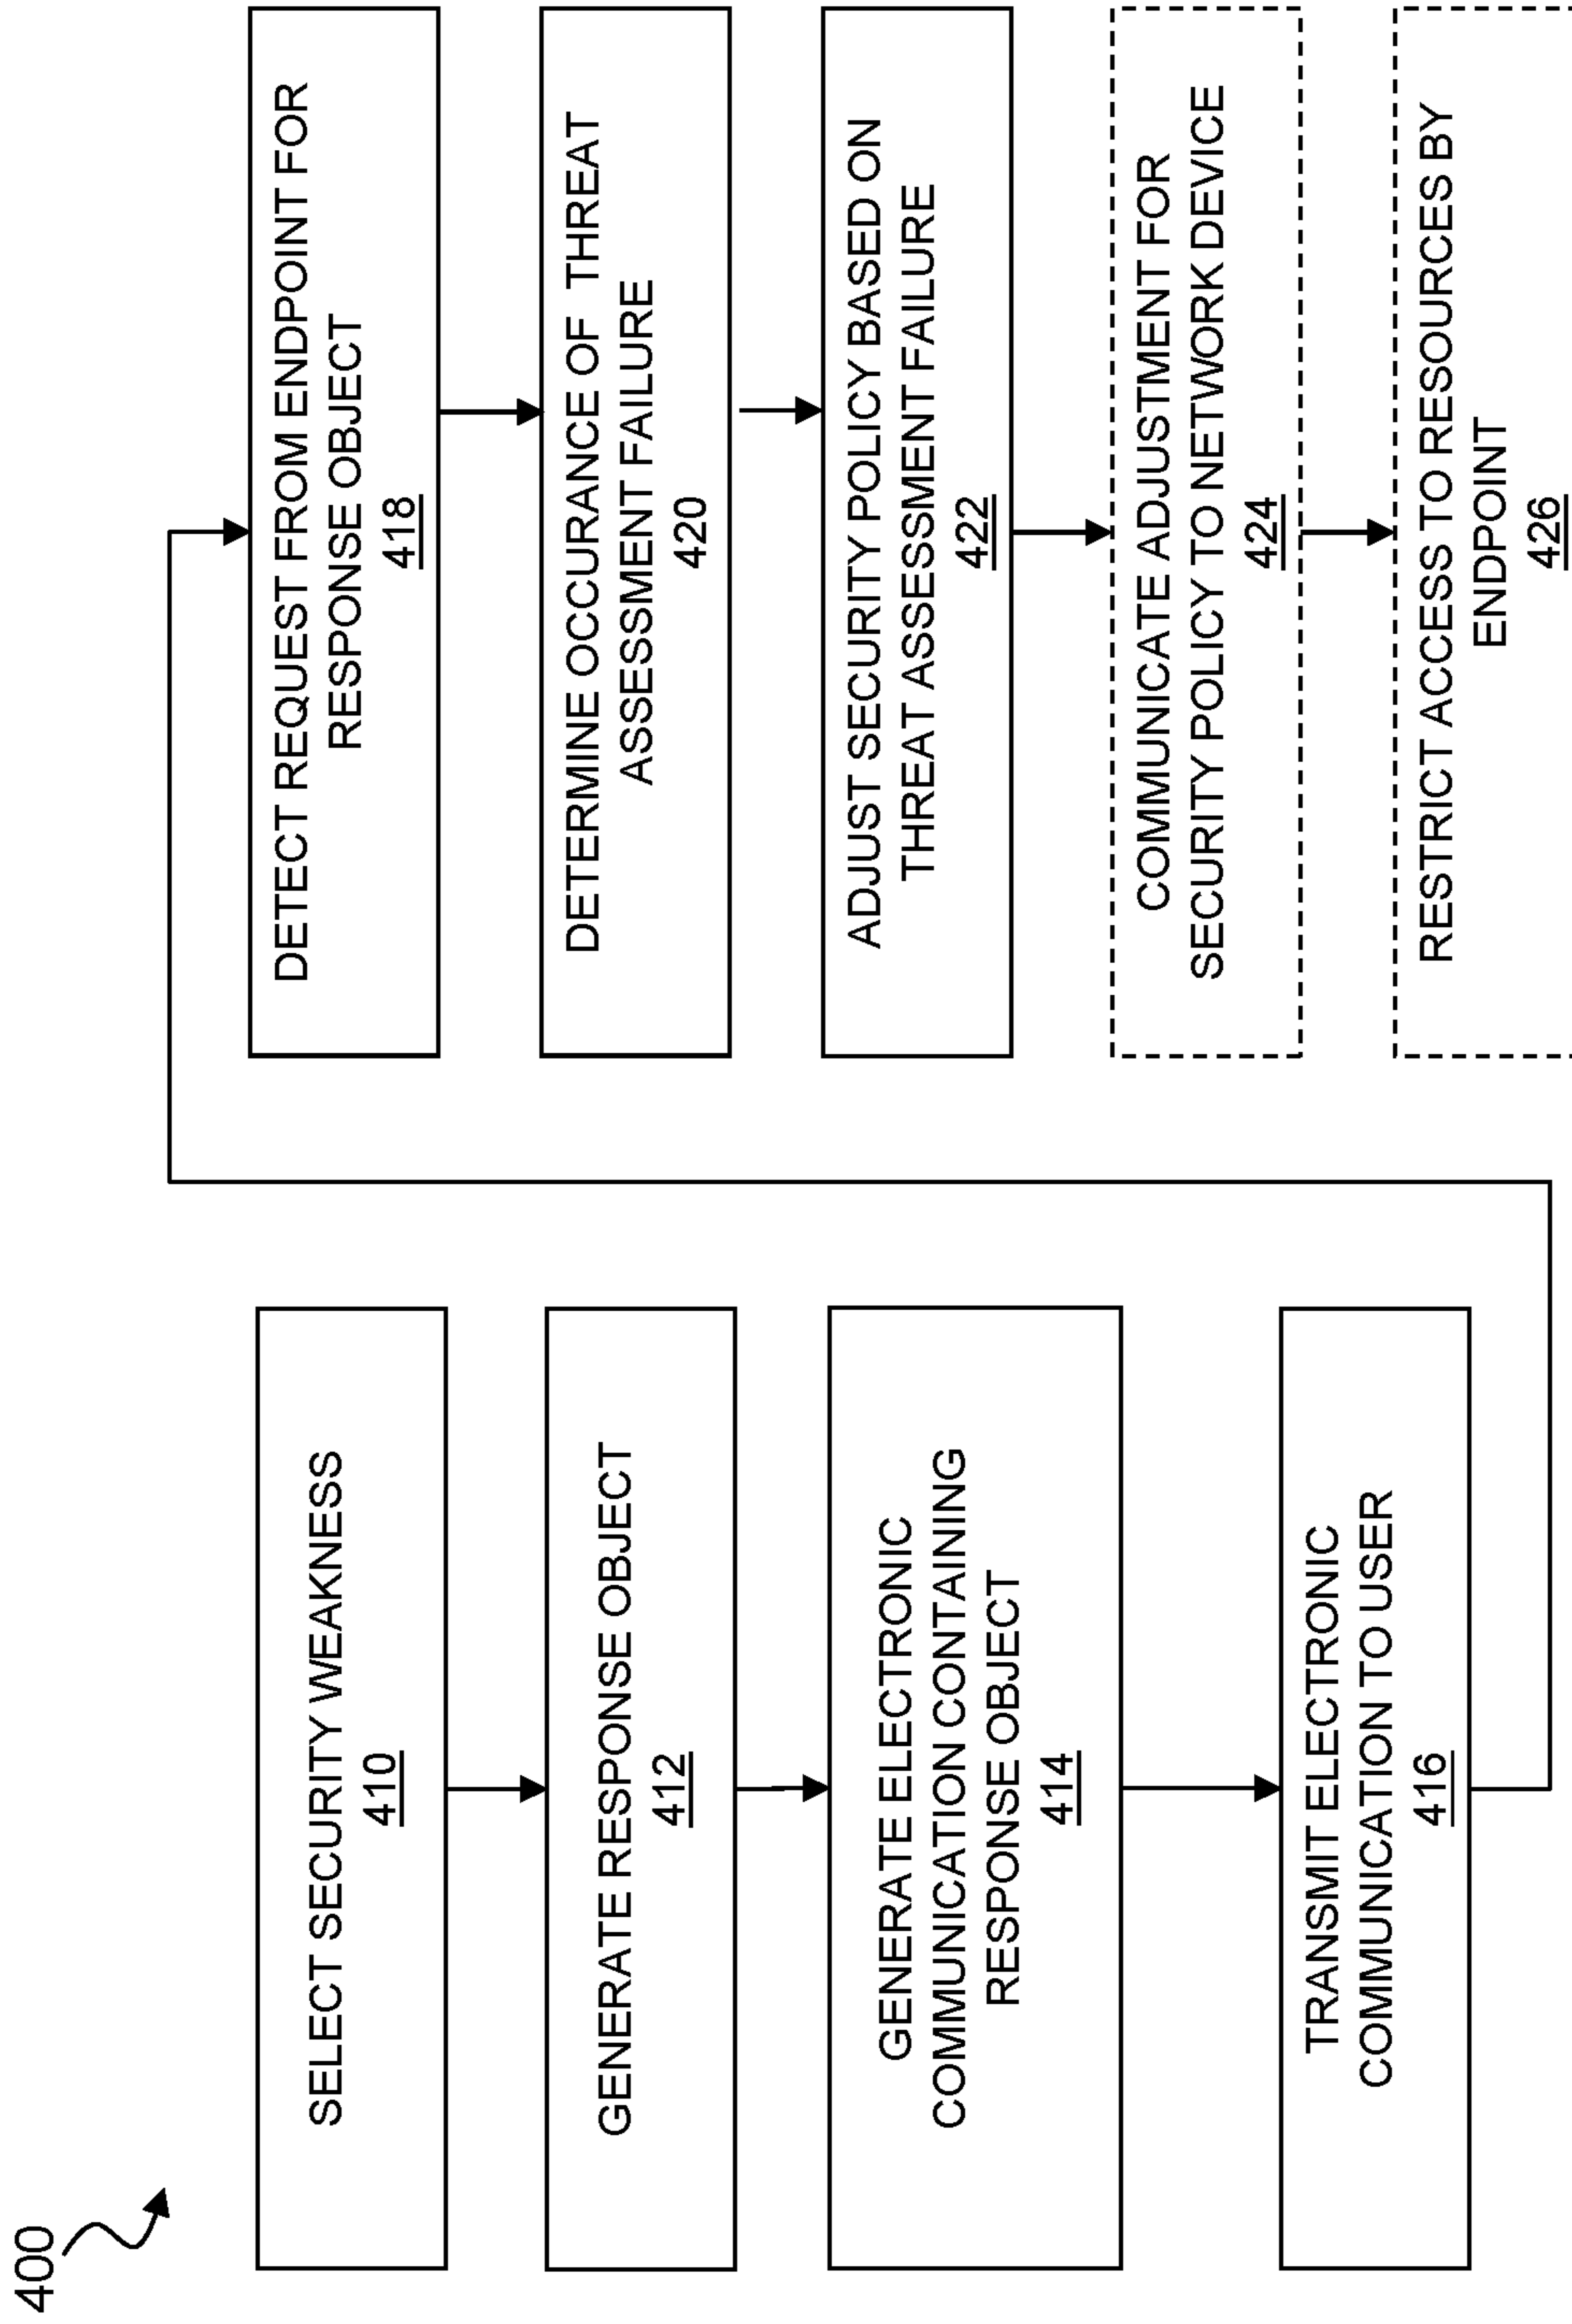 400
SELECT SECURITY WEAKNESS
410
GENERATE RESPONSE OBJECT
412
GENERATE ELECTRONIC
COMMUNICATION CONTAINING
RESPONSE OBJECT
414
TRANSMIT ELECTRONIC
COMMUNICATION TO USER
416
DETECT REQUEST FROM ENDPOINT FOR
RESPONSE OBJECT
418
DETERMINE OCCURANCE OF THREAT
ASSESSMENT FAILURE
420
ADJUST SECURITY POLICY BASED ON
THREAT ASSESSMENT FAILURE
422
COMMUNICATE ADJUSTMENT FOR
SECURITY POLICY TO NETWORK DEVICE
424
RESTRICT ACCESS TO RESOURCES BY
ENDPOINT
426